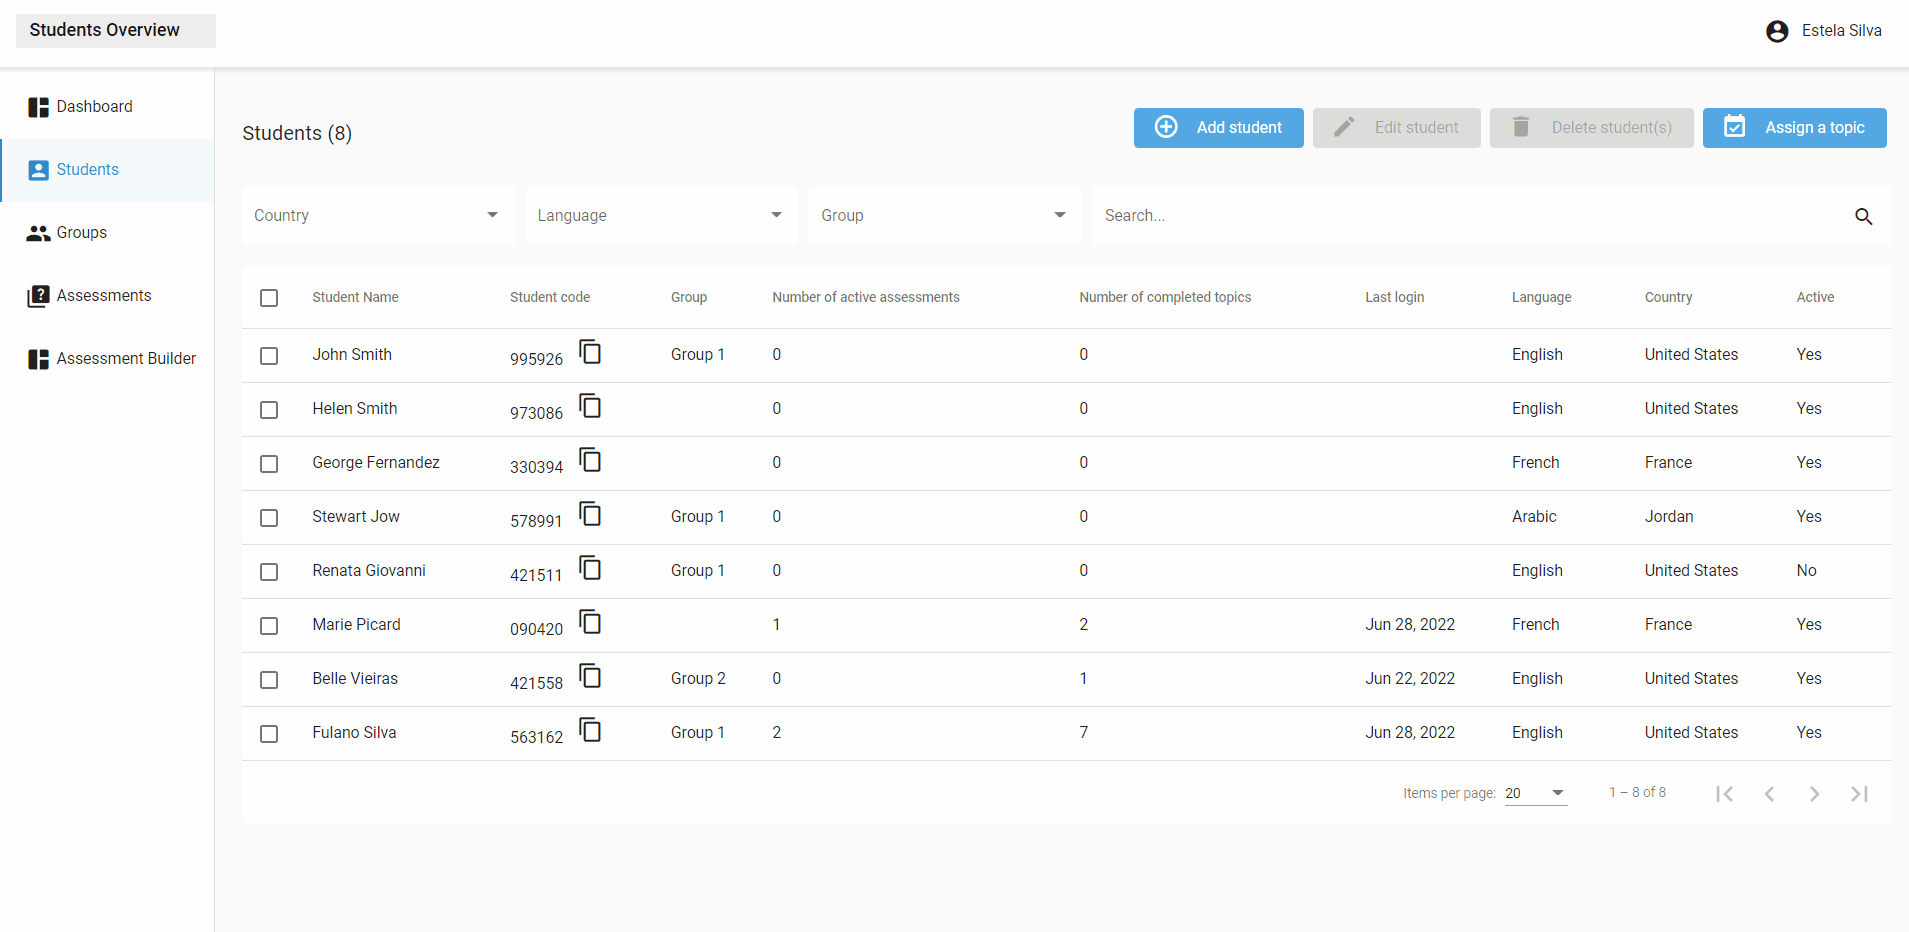 Students Overview
Estela Silva
Dashboard
Students
Groups
Assessments
Assessment Builder
Students (8)
Add student
Edit student
Delete student(s)
Assign a topic
Country
Language
Group
Search...
Student Name Student code Group Number of active assessments Number of completed topics Last login Language Country Active
John Smith 995926 Group 1 0 0 English United States Yes
Helen Smith 973086 0 0 English United States Yes
George Fernandez 330394 0 0 French France Yes
Stewart Jow 578991 Group 1 0 0 Arabic Jordan Yes
Renata Giovanni 421511 Group 1 0 0 English United States No
Marie Picard 090420 1 2 Jun 28, 2022 French France Yes
Belle Vieiras 421558 Group 2 0 1 Jun 22, 2022 English United States Yes
Fulano Silva 563162 Group 1 2 7 Jun 28, 2022 English United States Yes
Items per page: 20 1 – 8 of 8